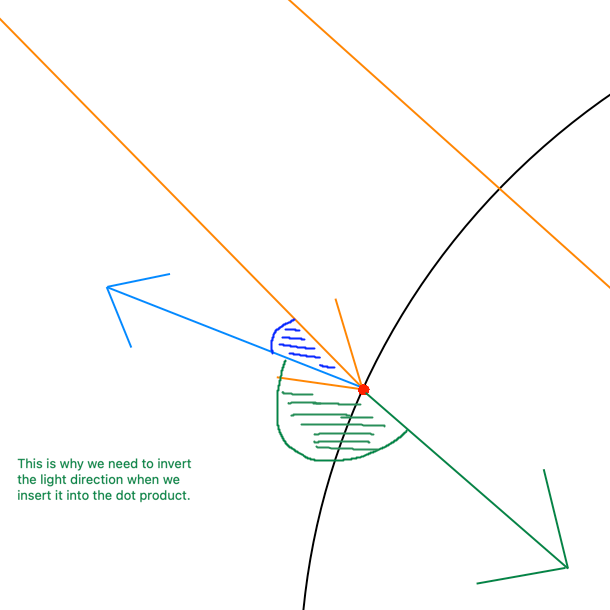 This is why we need to invert
the light direction when we
insert it into the dot product.